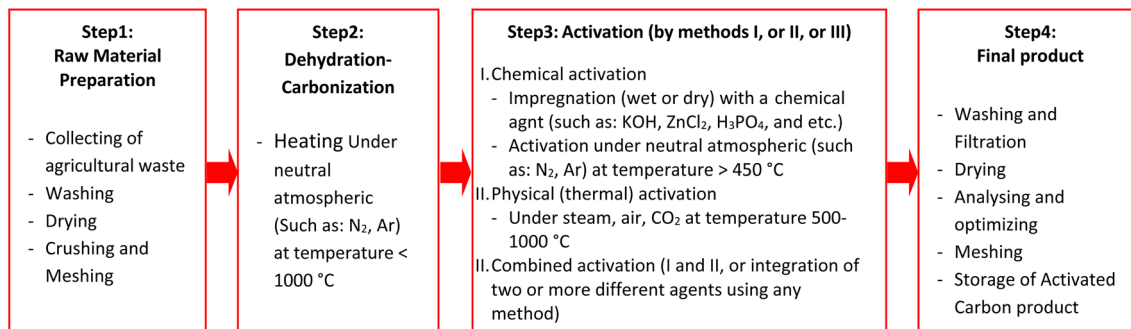 Step1:
Raw Material
Preparation
- Collecting of
agricultural waste
- Washing
- Drying
- Crushing and
Meshing
Step2:
Dehydration-
Carbonization
- Heating Under
neutral
atmospheric
(Such as: N₂, Ar)
at temperature <
1000 °C
Step3: Activation (by methods I, or II, or III)
I. Chemical activation
- Impregnation (wet or dry) with a chemical
agnt (such as: KOH, ZnCl₂, H₃PO₄, and etc.)
- Activation under neutral atmospheric (such
as: N₂, Ar) at temperature > 450 °C
II. Physical (thermal) activation
- Under steam, air, CO₂ at temperature 500-
1000 °C
II. Combined activation (I and II, or integration of
two or more different agents using any
method)
Step4:
Final product
- Washing and
Filtration
- Drying
- Analysing and
optimizing
- Meshing
- Storage of Activated
Carbon product